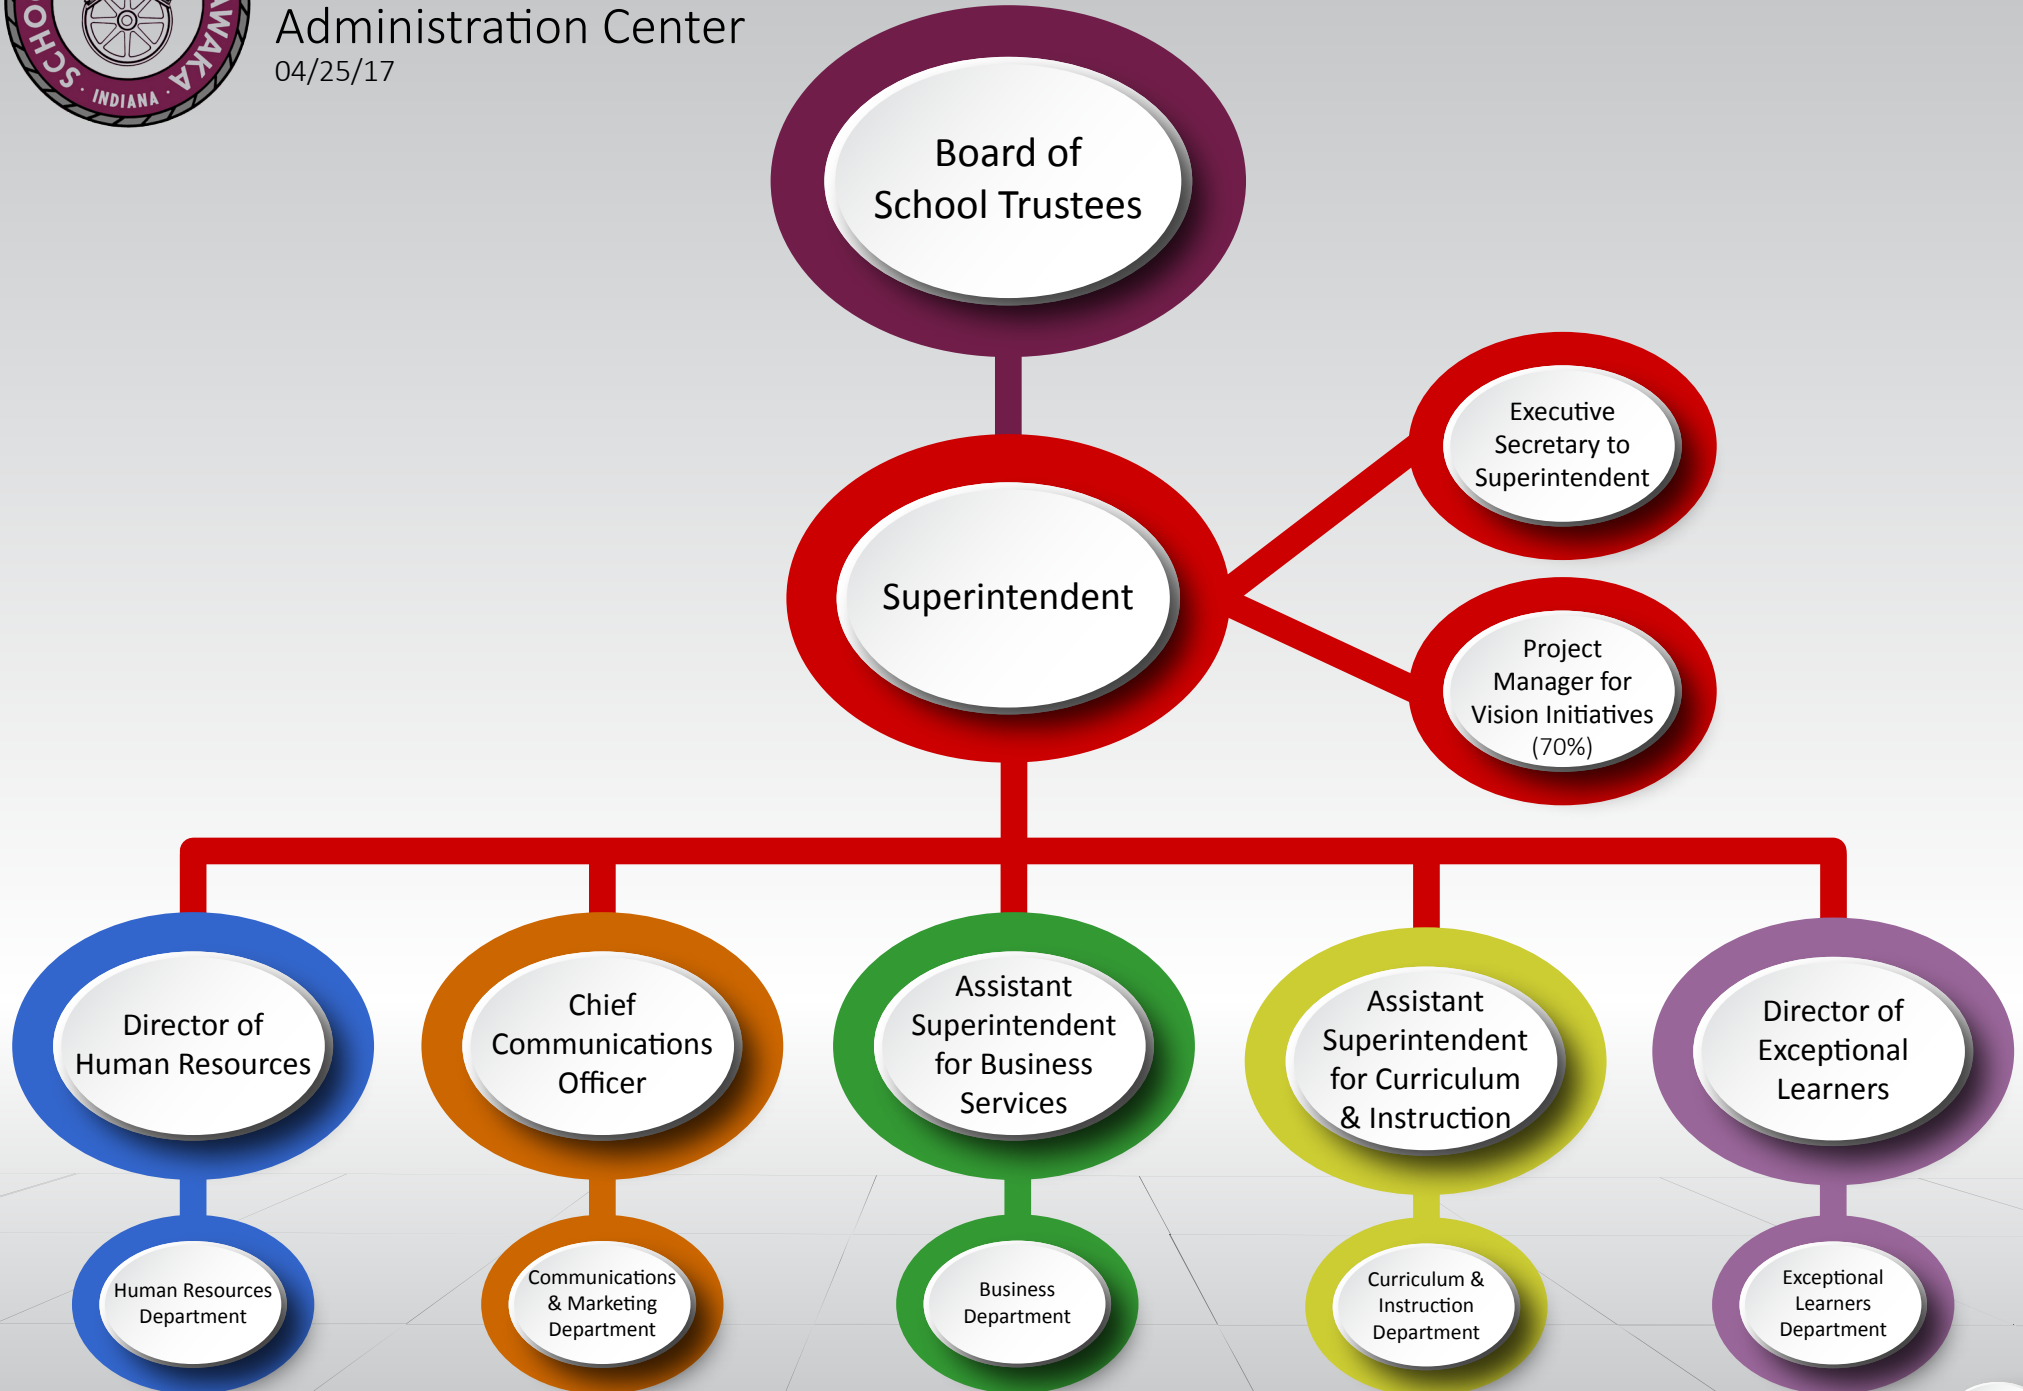 SCHO
INDIANA
AWAKA
Administration Center
04/25/17
Board of
School Trustees
Executive
Secretary to
Superintendent
Superintendent
Project
Manager for
Vision Initiatives
(70%)
Director of
Human Resources
Chief
Communications
Officer
Assistant
Superintendent
for Business
Services
Assistant
Superintendent
for Curriculum
& Instruction
Director of
Exceptional
Learners
Human Resources
Department
Communications
& Marketing
Department
Business
Department
Curriculum &
Instruction
Department
Exceptional
Learners
Department